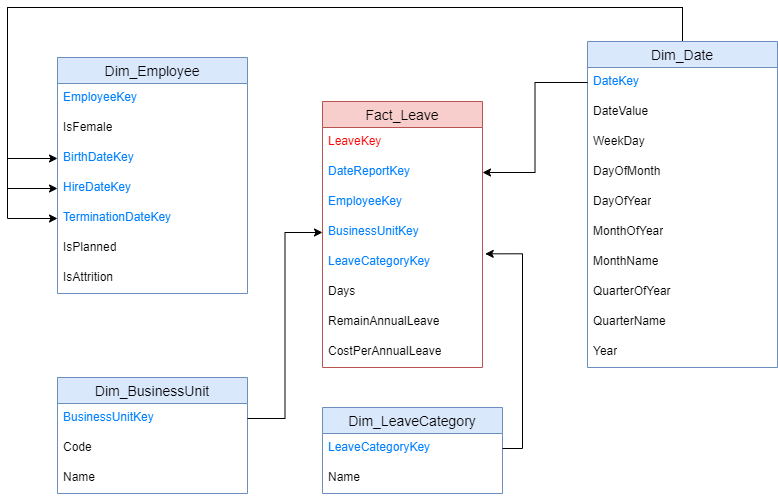 Dim_Employee
EmployeeKey
IsFemale
BirthDateKey
HireDateKey
TerminationDateKey
IsPlanned
IsAttrition
Fact_Leave
LeaveKey
DateReportKey
EmployeeKey
BusinessUnitKey
LeaveCategoryKey
Days
RemainAnnualLeave
CostPerAnnualLeave
Dim_Date
DateKey
DateValue
WeekDay
DayOfMonth
DayOfYear
MonthOfYear
MonthName
QuarterOfYear
QuarterName
Year
Dim_BusinessUnit
BusinessUnitKey
Code
Name
Dim_LeaveCategory
LeaveCategoryKey
Name